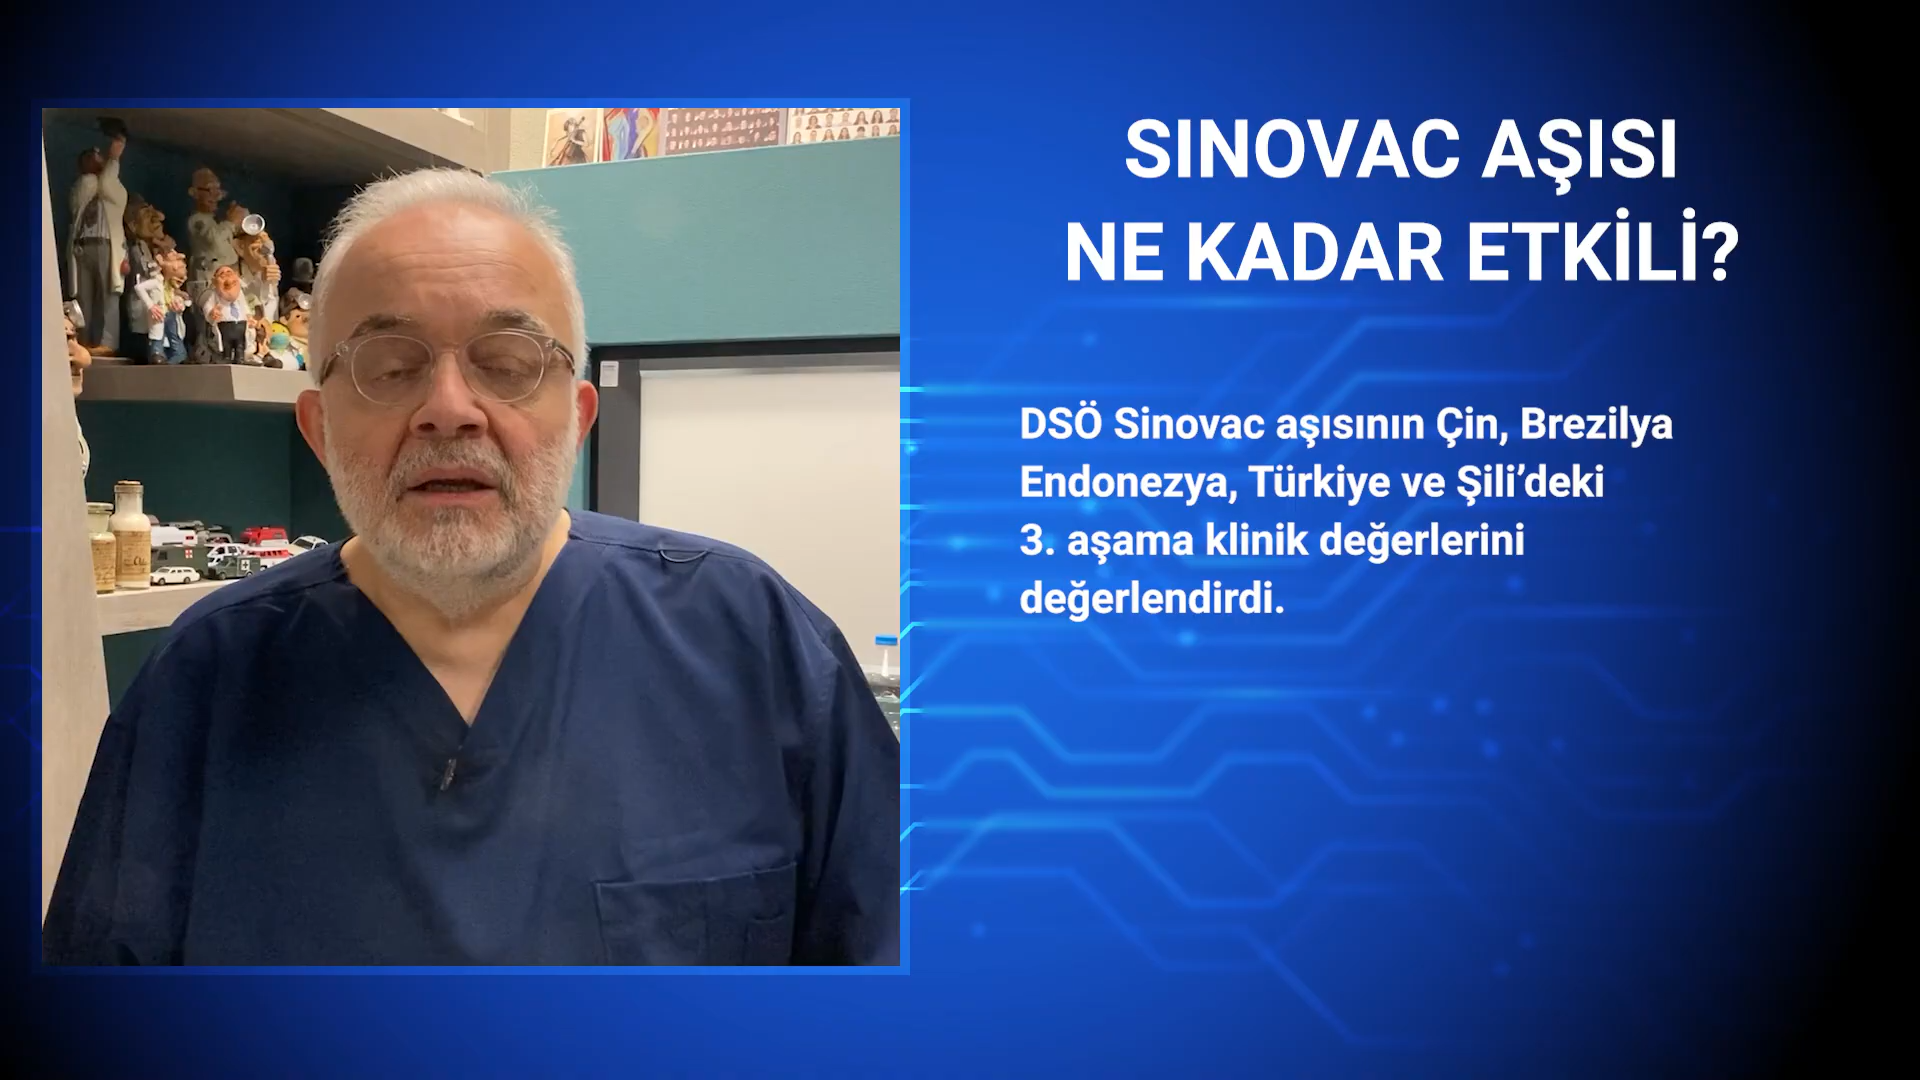 SINOVAC AŞISI
NE KADAR ETKİLİ?
DSÖ Sinovac aşısının Çin, Brezilya
Endonezya, Türkiye ve Şili’deki
3. aşama klinik değerlerini
değerlendirdi.